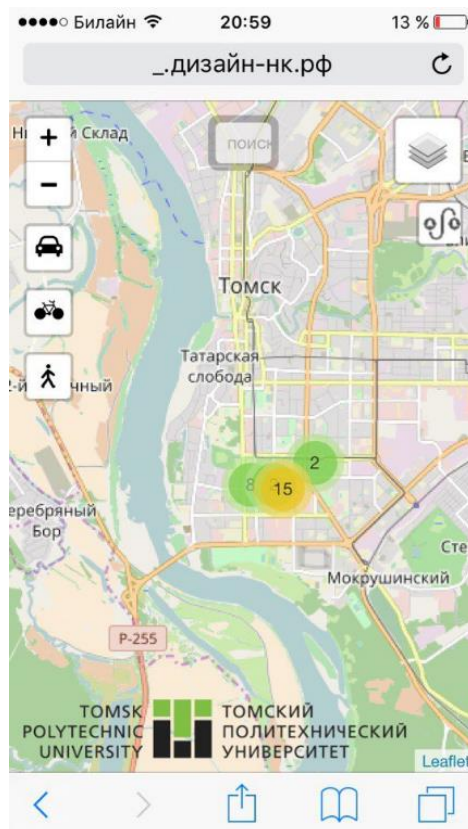 Билайн 20:59 13 %
_.дизайн-нк.рф
Склад
+
поиск
−
Томск
Татарская
слобода
2
8
15
Бор
Мокрушинский
Р-255
TOMSK
POLYTECHNIC
UNIVERSITY
ТОМСКИЙ
ПОЛИТЕХНИЧЕСКИЙ
УНИВЕРСИТЕТ
Leaflet